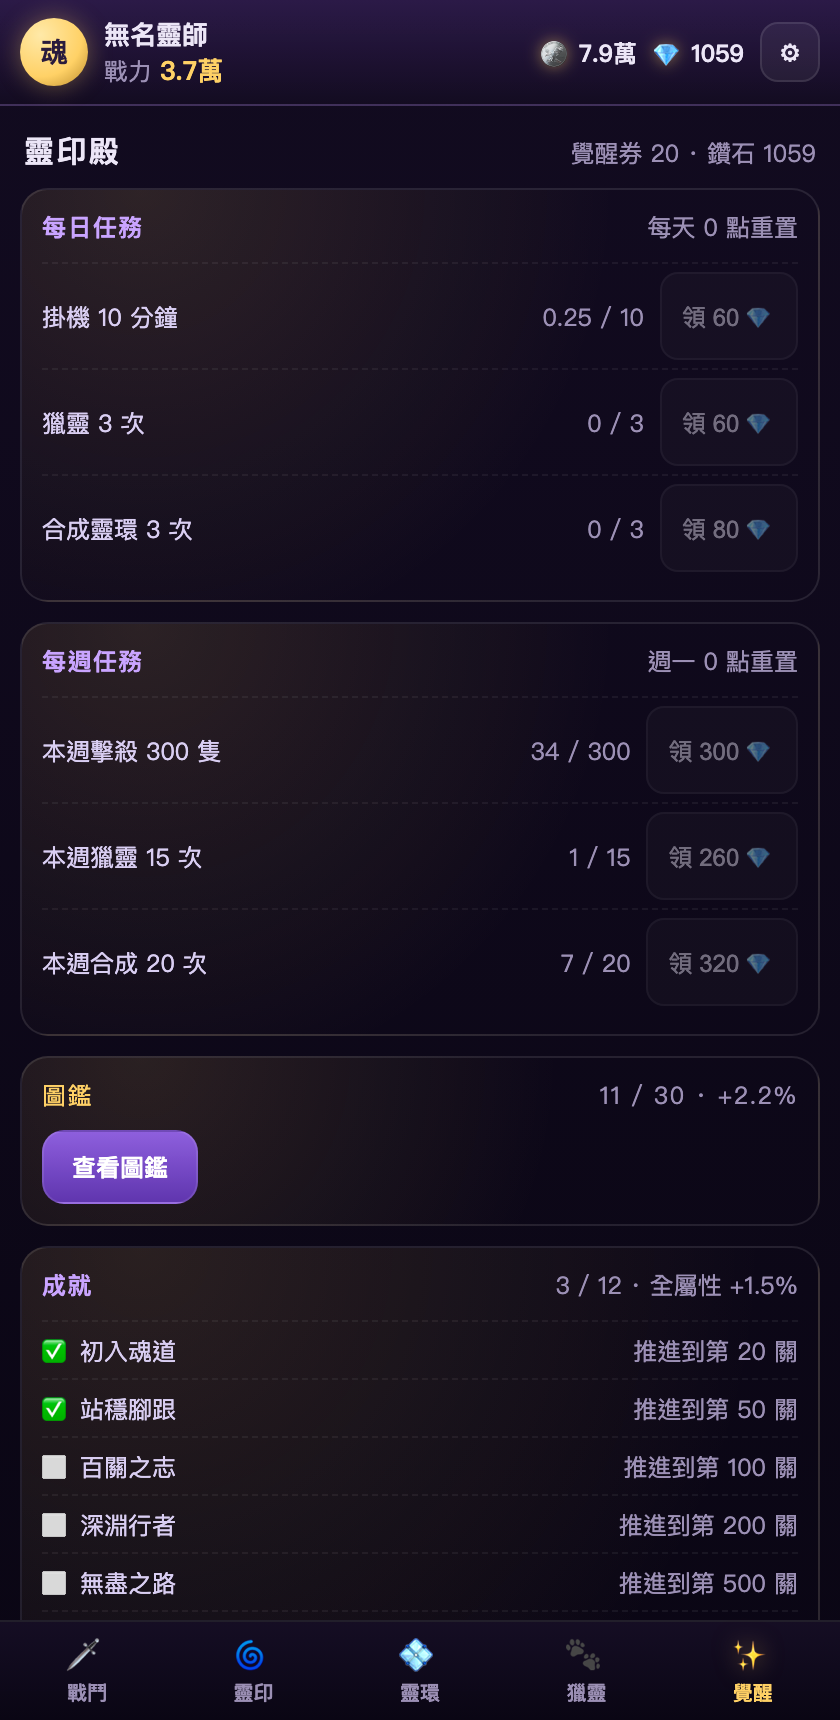 魂
無名靈師
戰力 3.7萬
7.9萬 1059
靈印殿
覺醒券 20 · 鑽石 1059
每日任務 每天 0 點重置
掛機 10 分鐘 0.25 / 10 領 60
獵靈 3 次 0 / 3 領 60
合成靈環 3 次 0 / 3 領 80
每週任務 週一 0 點重置
本週擊殺 300 隻 34 / 300 領 300
本週獵靈 15 次 1 / 15 領 260
本週合成 20 次 7 / 20 領 320
圖鑑 11 / 30 · +2.2%
查看圖鑑
成就 3 / 12 · 全屬性 +1.5%
初入魂道 推進到第 20 關
站穩腳跟 推進到第 50 關
百關之志 推進到第 100 關
深淵行者 推進到第 200 關
無盡之路 推進到第 500 關
戰鬥 靈印 靈環 獵靈 覺醒